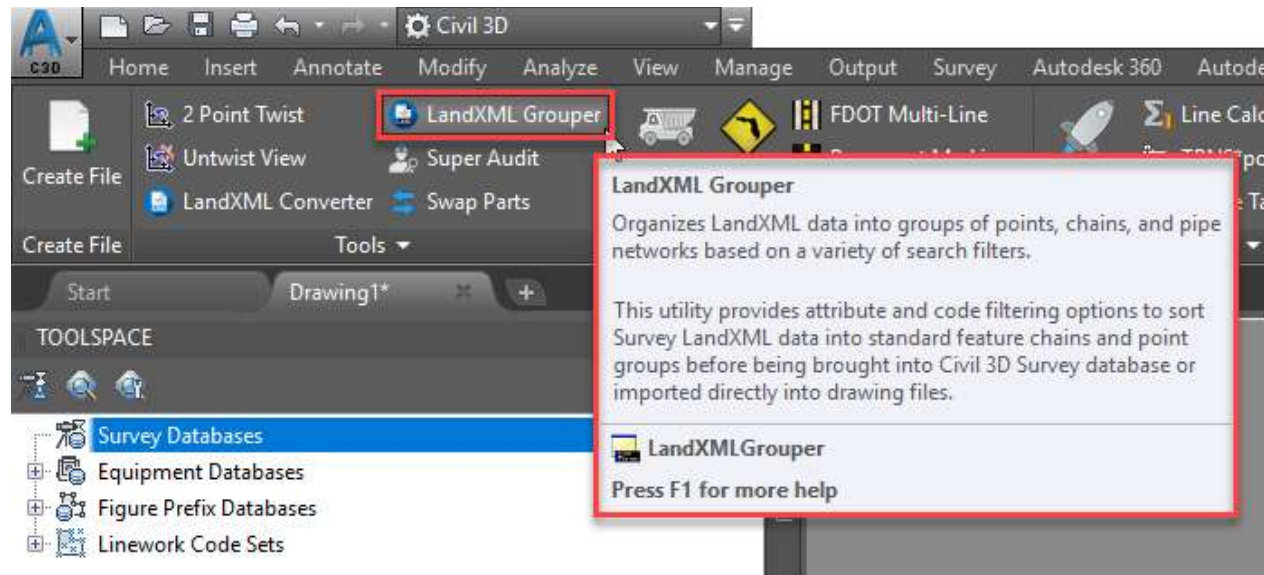 C3D
Civil 3D
Home Insert Annotate Modify Analyze View Manage Output Survey Autodesk 360
2 Point Twist LandXML Grouper FDOT Multi-Line Line
Untwist View Super Audit
Create File
LandXML Converter Swap Parts
Create File Tools
Start Drawing1* +
TOOLSPACE
Survey Databases
Equipment Databases
Figure Prefix Databases
Linework Code Sets
LandXML Grouper
Organizes LandXML data into groups of points, chains, and pipe
networks based on a variety of search filters.
This utility provides attribute and code filtering options to sort
Survey LandXML data into standard feature chains and point
groups before being brought into Civil 3D Survey database or
imported directly into drawing files.
LandXMLGrouper
Press F1 for more help